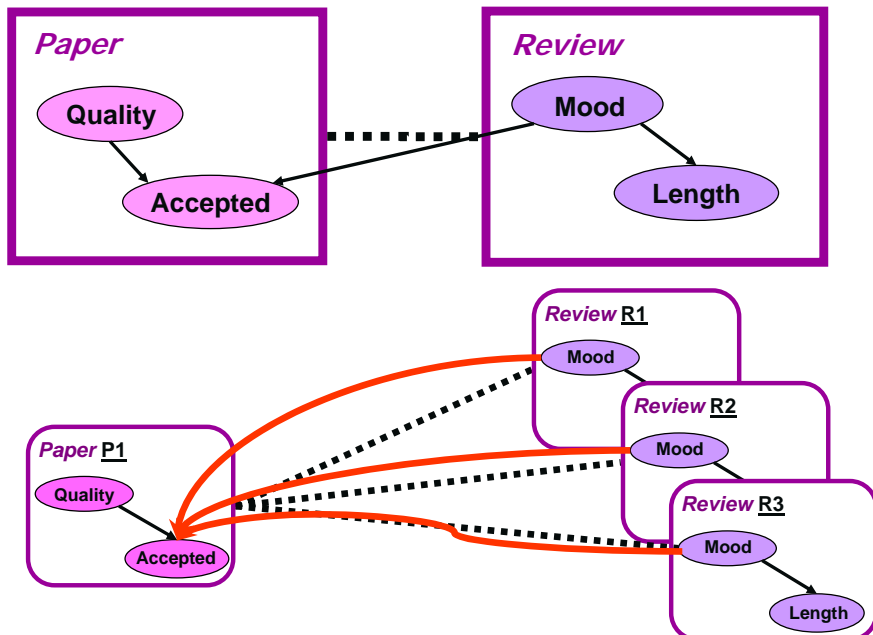 Paper
Review
Quality
Mood
Accepted
Length
Review R1
Mood
Review R2
Paper P1
Mood
Quality
Review R3
Accepted
Mood
Length